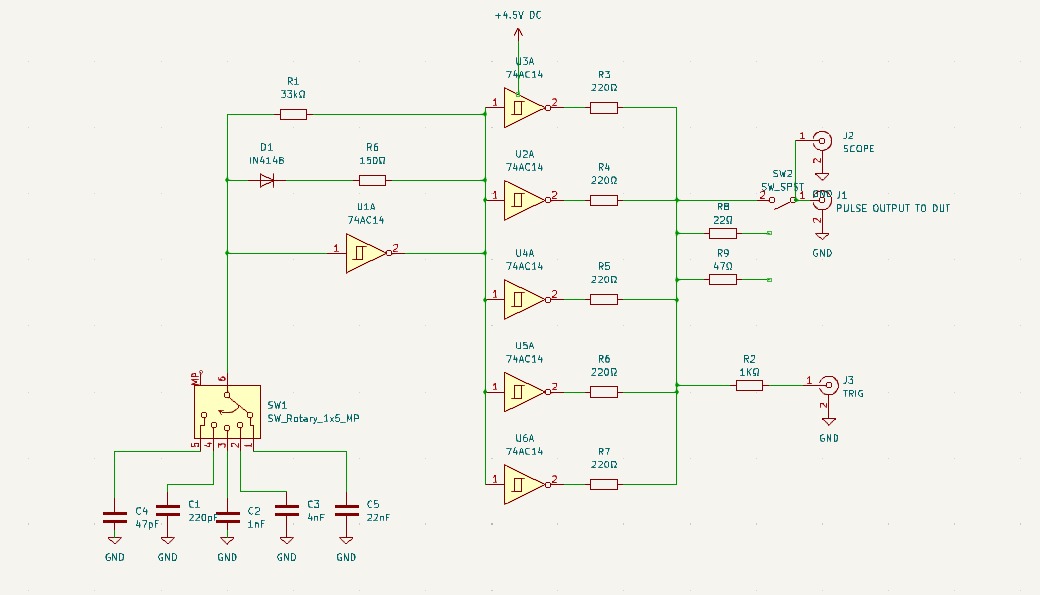 +4.5V DC
U3A
74AC14
1
2
R3
220Ω
R1
33kΩ
D1
IN4148
R6
150Ω
U2A
74AC14
1
2
R4
220Ω
U1A
74AC14
1
2
1
2
J2
SCOPE
SW2
SW_SPST
2
1
GND
J1
PULSE OUTPUT TO DUT
2
GND
R8
22Ω
R9
47Ω
U4A
74AC14
1
2
R5
220Ω
U5A
74AC14
1
2
R6
220Ω
R2
1KΩ
1
2
J3
TRIG
GND
U6A
74AC14
1
2
R7
220Ω
MP
6
SW1
SW_Rotary_1x5_MP
5
4
3
2
1
C4
47pF
C1
220pF
C2
1nF
C3
4nF
C5
22nF
GND
GND
GND
GND
GND